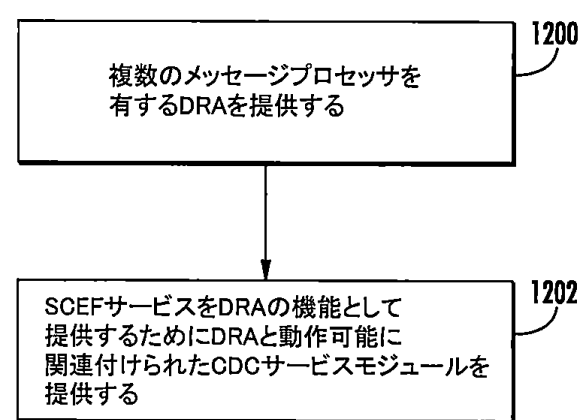 1200
複数のメッセージプロセッサを
有するDRAを提供する
1202
SCEFサービスをDRAの機能として
提供するためにDRAと動作可能に
関連付けられたCDCサービスモジュールを
提供する